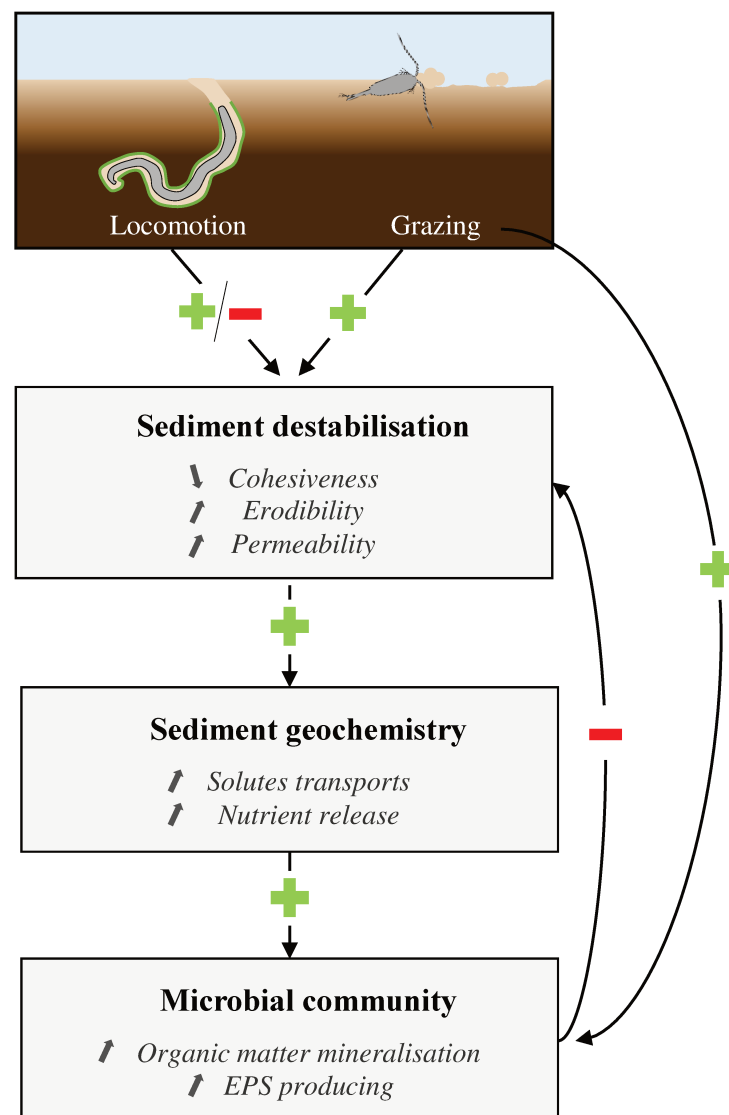 Locomotion
Grazing
Sediment destabilisation
Cohesiveness
Erodibility
Permeability
Sediment geochemistry
Solutes transports
Nutrient release
Microbial community
Organic matter mineralisation
EPS producing